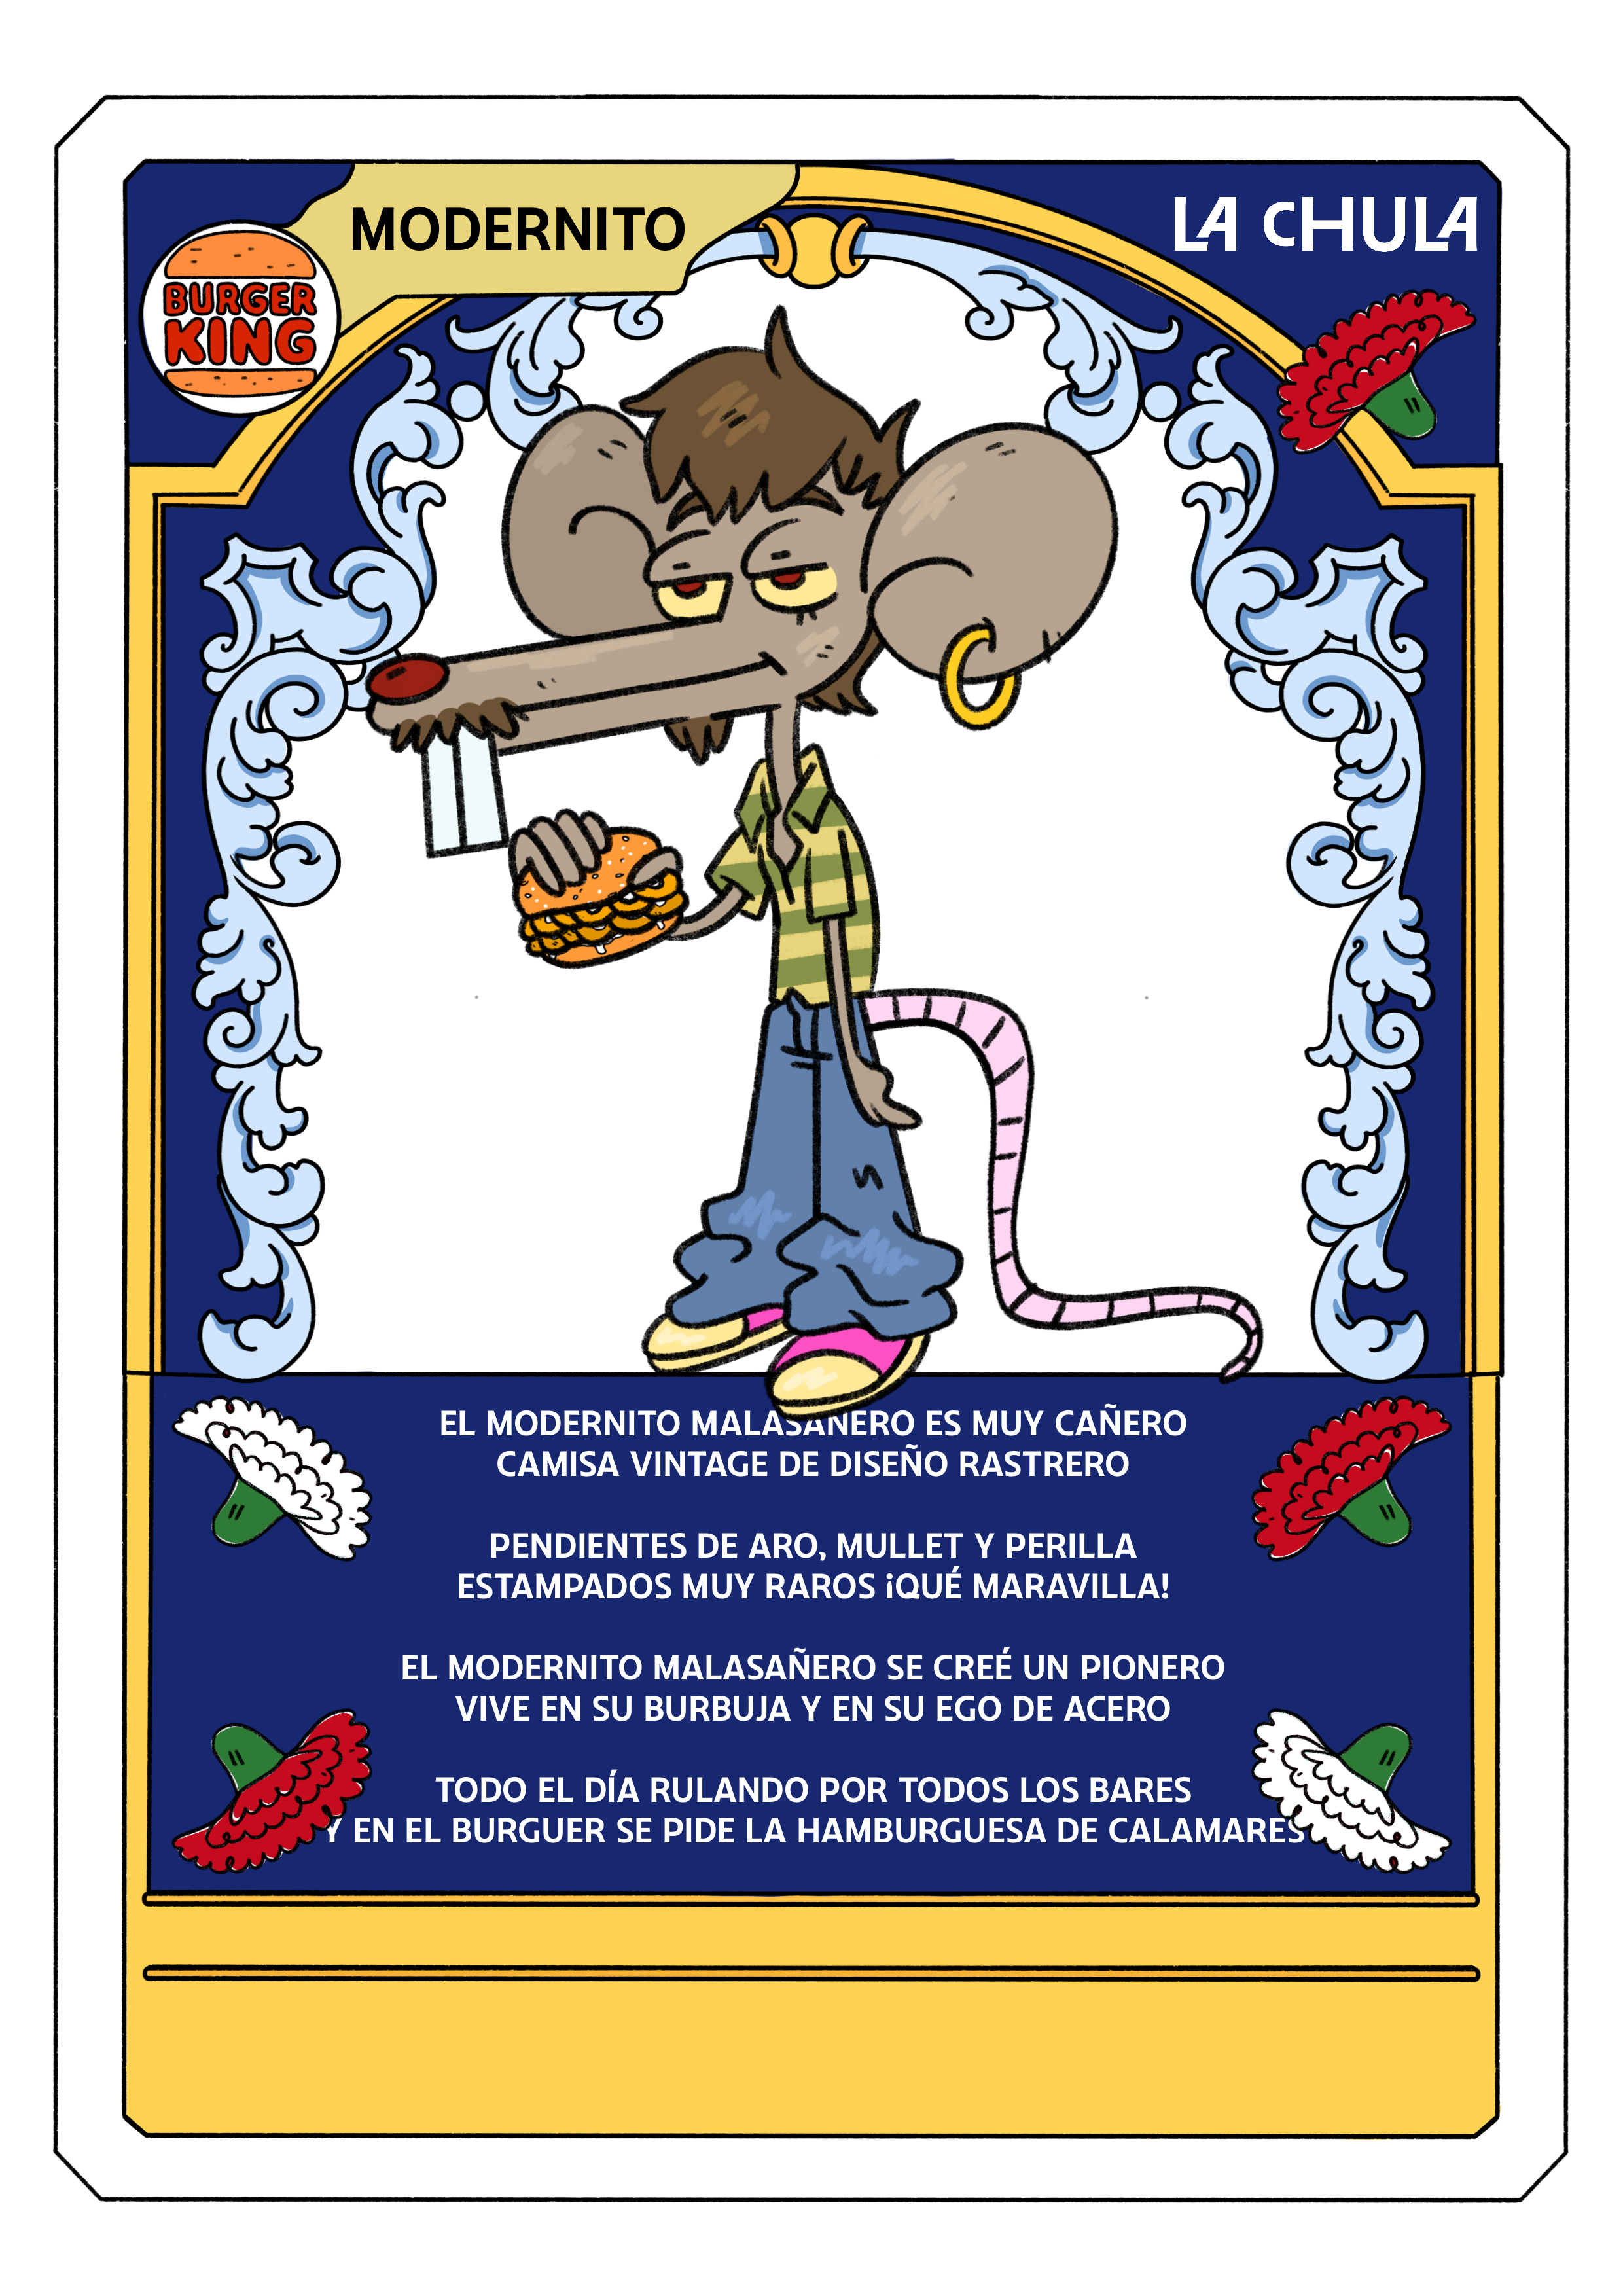 MODERNITO
LA CHULA
BURGER
KING
EL MODERNITO MALASAÑERO ES MUY CAÑERO
CAMISA VINTAGE DE DISEÑO RASTRERO
PENDIENTES DE ARO, MULLET Y PERILLA
ESTAMPADOS MUY RAROS ¡QUÉ MARAVILLA!
EL MODERNITO MALASAÑERO SE CREÉ UN PIONERO
VIVE EN SU BURBUJA Y EN SU EGO DE ACERO
TODO EL DÍA RULANDO POR TODOS LOS BARES
Y EN EL BURGUER SE PIDE LA HAMBURGUESA DE CALAMARES